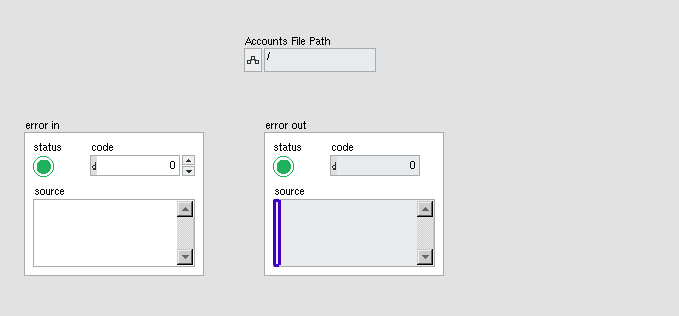 Accounts File Path
/
error in
error out
status
code
status
code
d
0
d
0
source
source